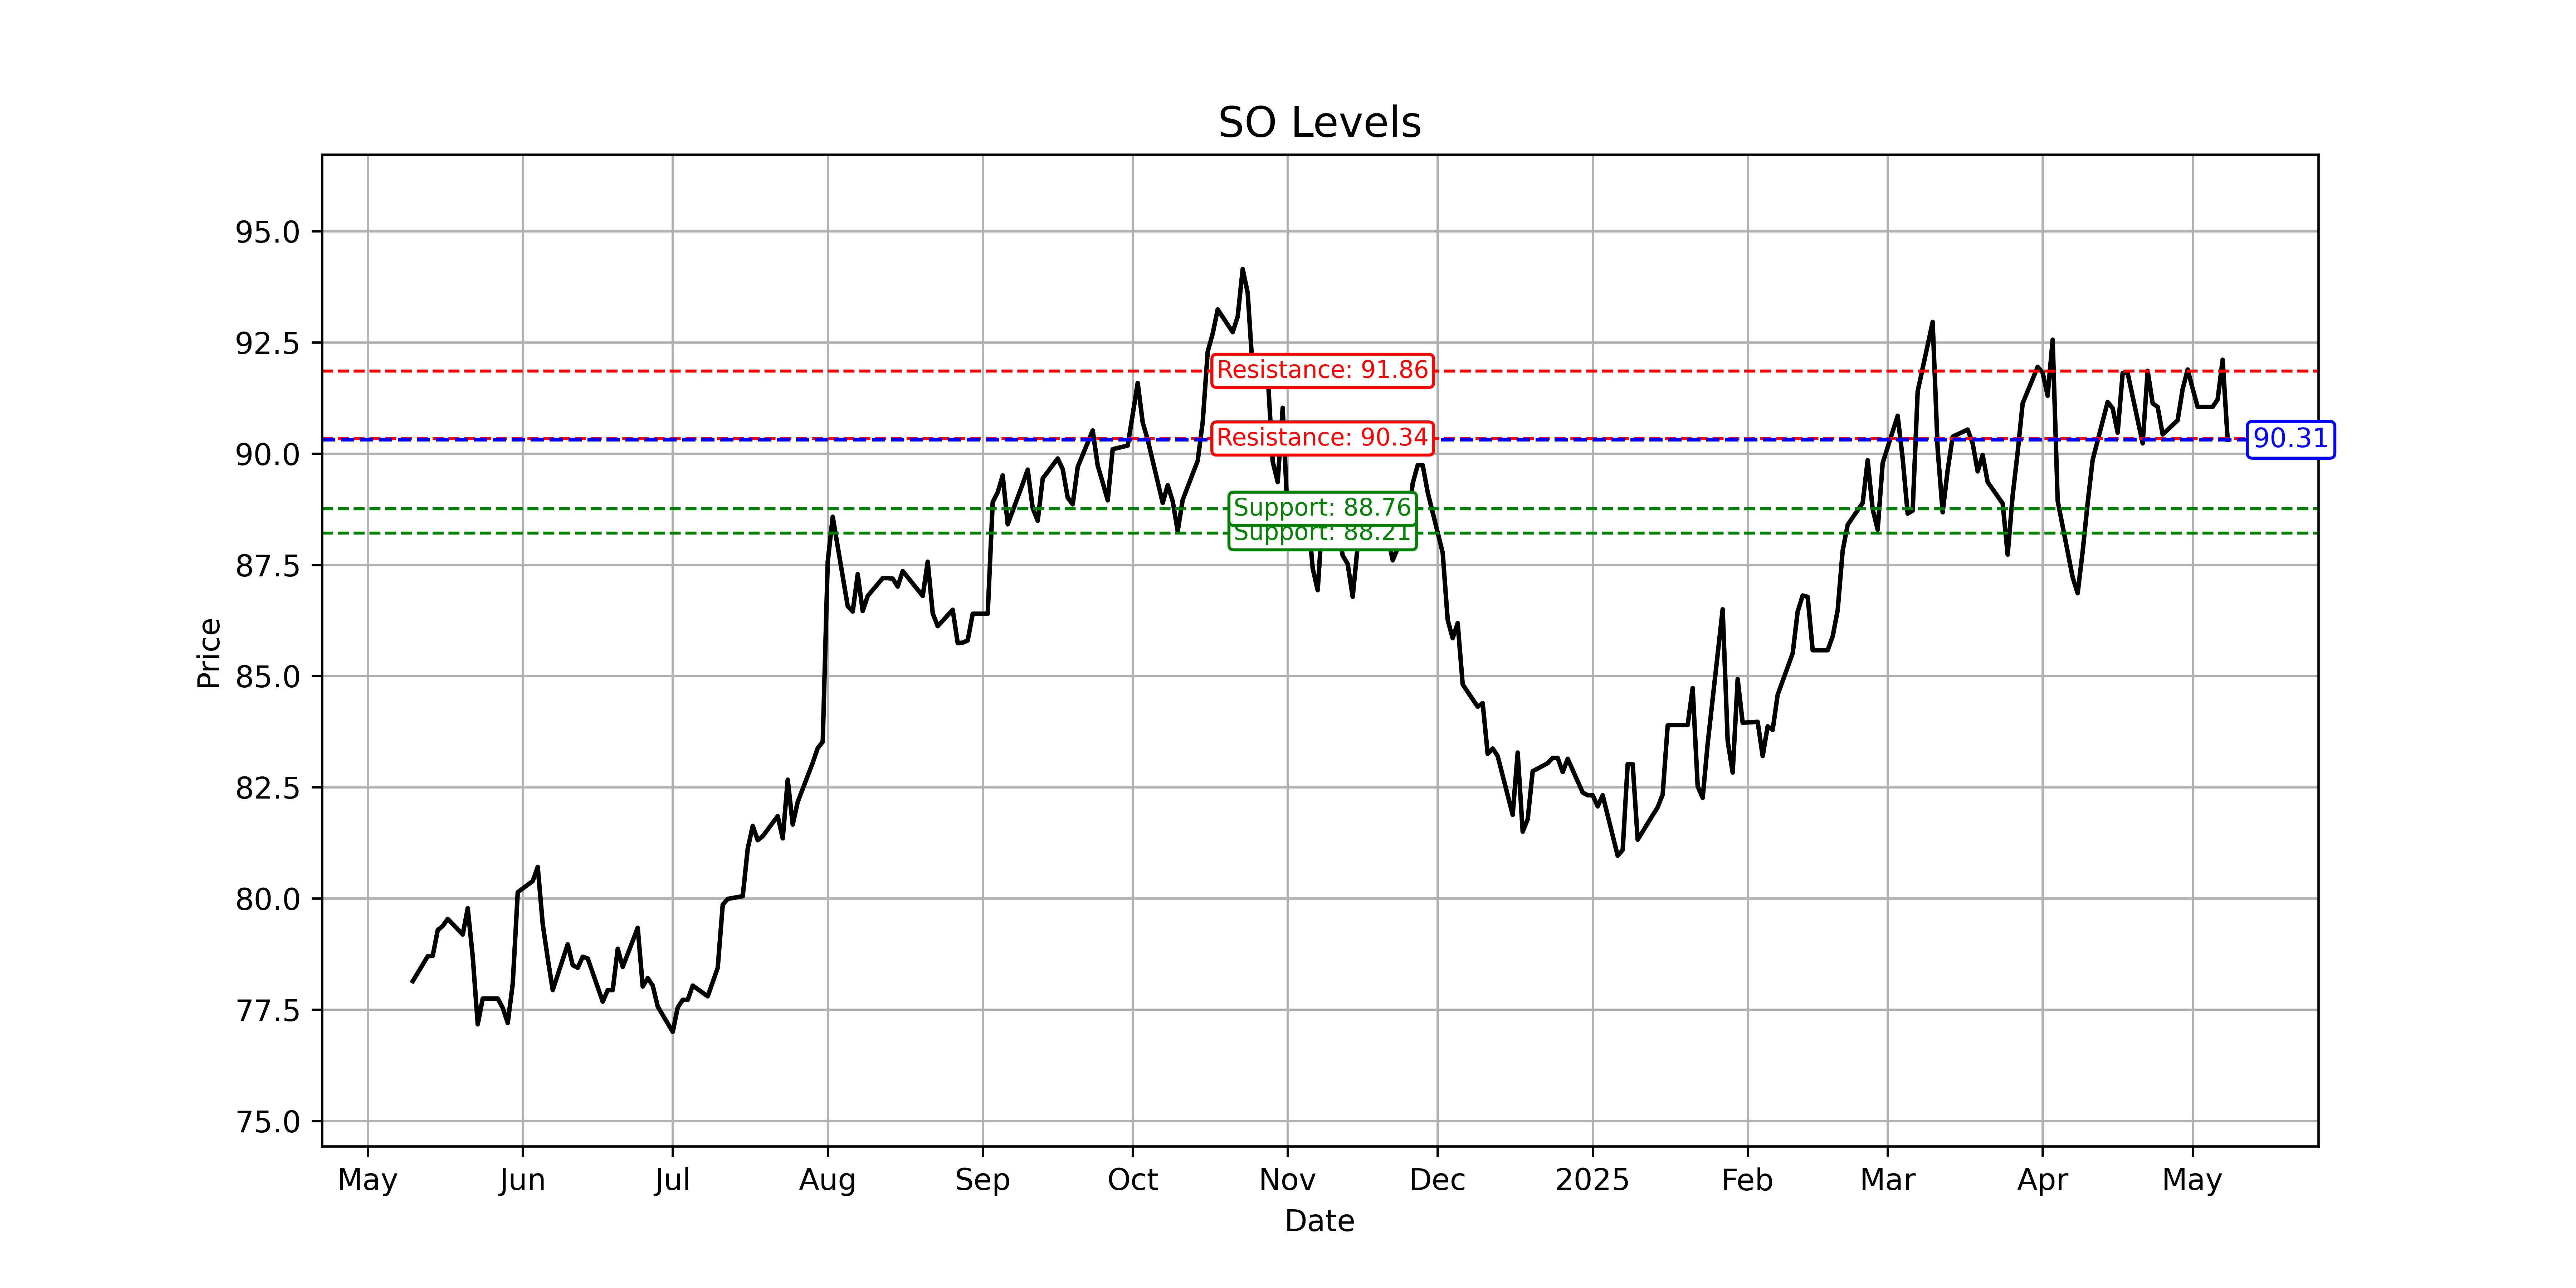 SO Levels
95.0
92.5
90.0
87.5
85.0
82.5
80.0
77.5
75.0
Price
Resistance: 91.86
Resistance: 90.34
90.31
Support: 88.76
Support: 88.21
May Jun Jul Aug Sep Oct Nov Dec 2025 Feb Mar Apr May
Date